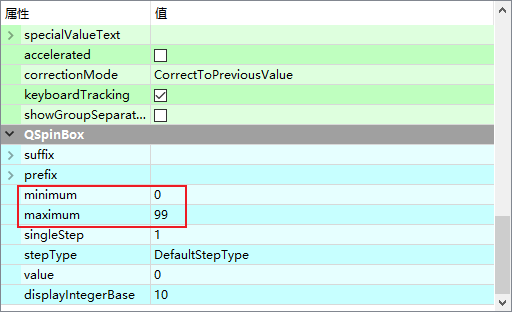 属性 值
specialValueText
accelerated
correctionMode CorrectToPreviousValue
keyboardTracking
showGroupSeparat...
QSpinBox
suffix
prefix
minimum 0
maximum 99
singleStep 1
stepType DefaultStepType
value 0
displayIntegerBase 10